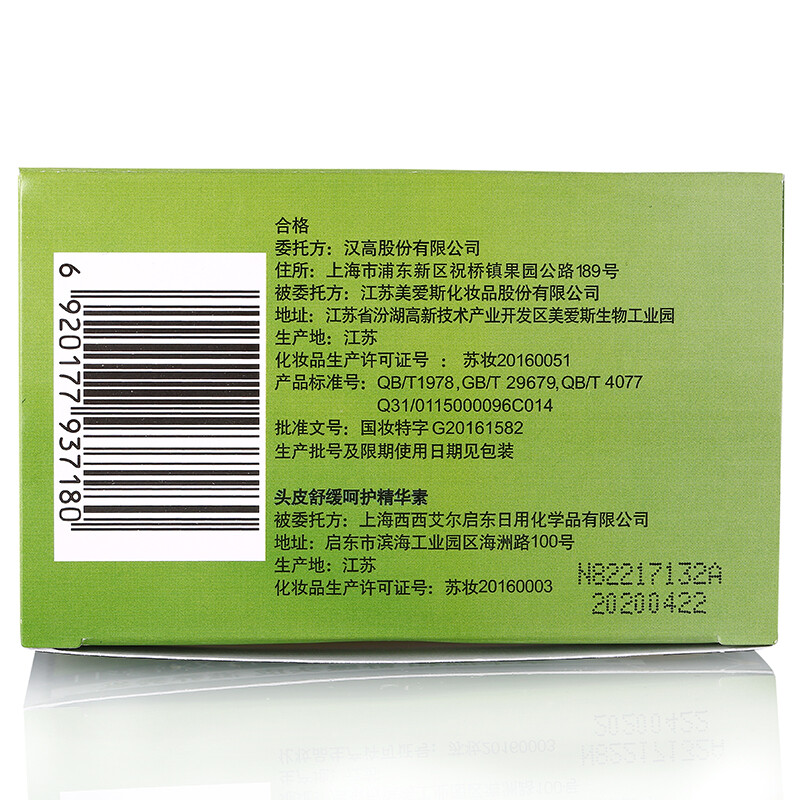 合格
委托方：汉高股份有限公司
住所：上海市浦东新区祝桥镇果园公路189号
被委托方：江苏美爱斯化妆品股份有限公司
地址：江苏省汾湖高新技术产业开发区美爱斯生物工业园
生产地：江苏
化妆品生产许可证号 ： 苏妆20160051
产品标准号：QB/T1978,GB/T 29679,QB/T 4077
Q31/0115000096C014
批准文号：国妆特字G20161582
生产批号及限期使用日期见包装
头皮舒缓呵护精华素
被委托方：上海西西艾尔启东日用化学品有限公司
地址：启东市滨海工业园区海洲路100号
生产地：江苏
化妆品生产许可证号：苏妆20160003
N82217132A
20200422
6 920177 937180